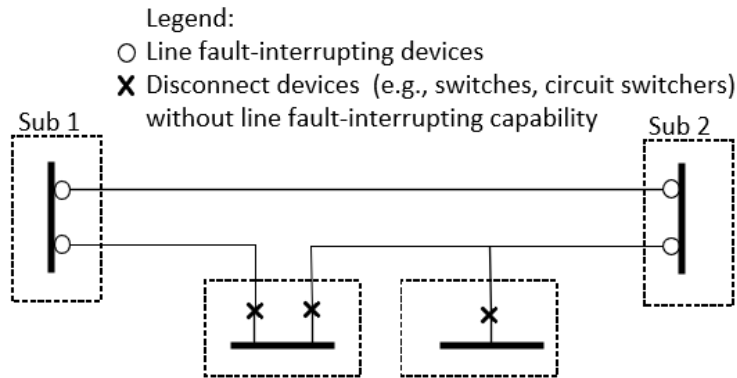 Legend:
Line fault-interrupting devices
Disconnect devices (e.g., switches, circuit switchers)
without line fault-interrupting capability
Sub 1
Sub 2